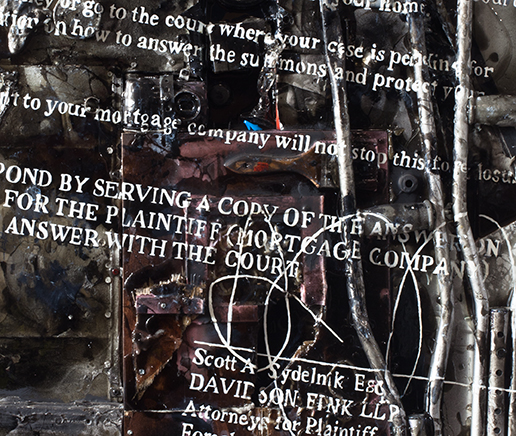 or go to the court where your case is pending for
on how to answer the summons and protect your
to your mortgage company will not stop this foreclosure
POND BY SERVING A COPY OF THE ANSWER ON
FOR THE PLAINTIFF (MORTGAGE COMPANY)
ANSWER WITH THE COURT
Scott A Sydelnik Esq
DAVIDSON FINK LLP
Attorneys for Plaintiff